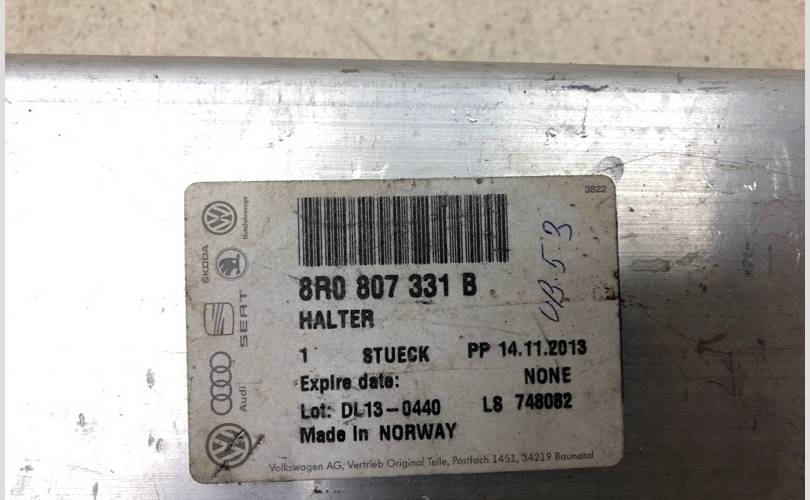 3822
Nutzfahrzeuge
ŠKODA
SEAT
Audi
8R0 807 331 B
HALTER
1 STUECK PP 14.11.2013
Expire date: NONE
Lot: DL13-0440 LS 748082
Made In NORWAY
Volkswagen AG, Vertrieb Original Teile, Postfach 1451, 34219 Baunatal